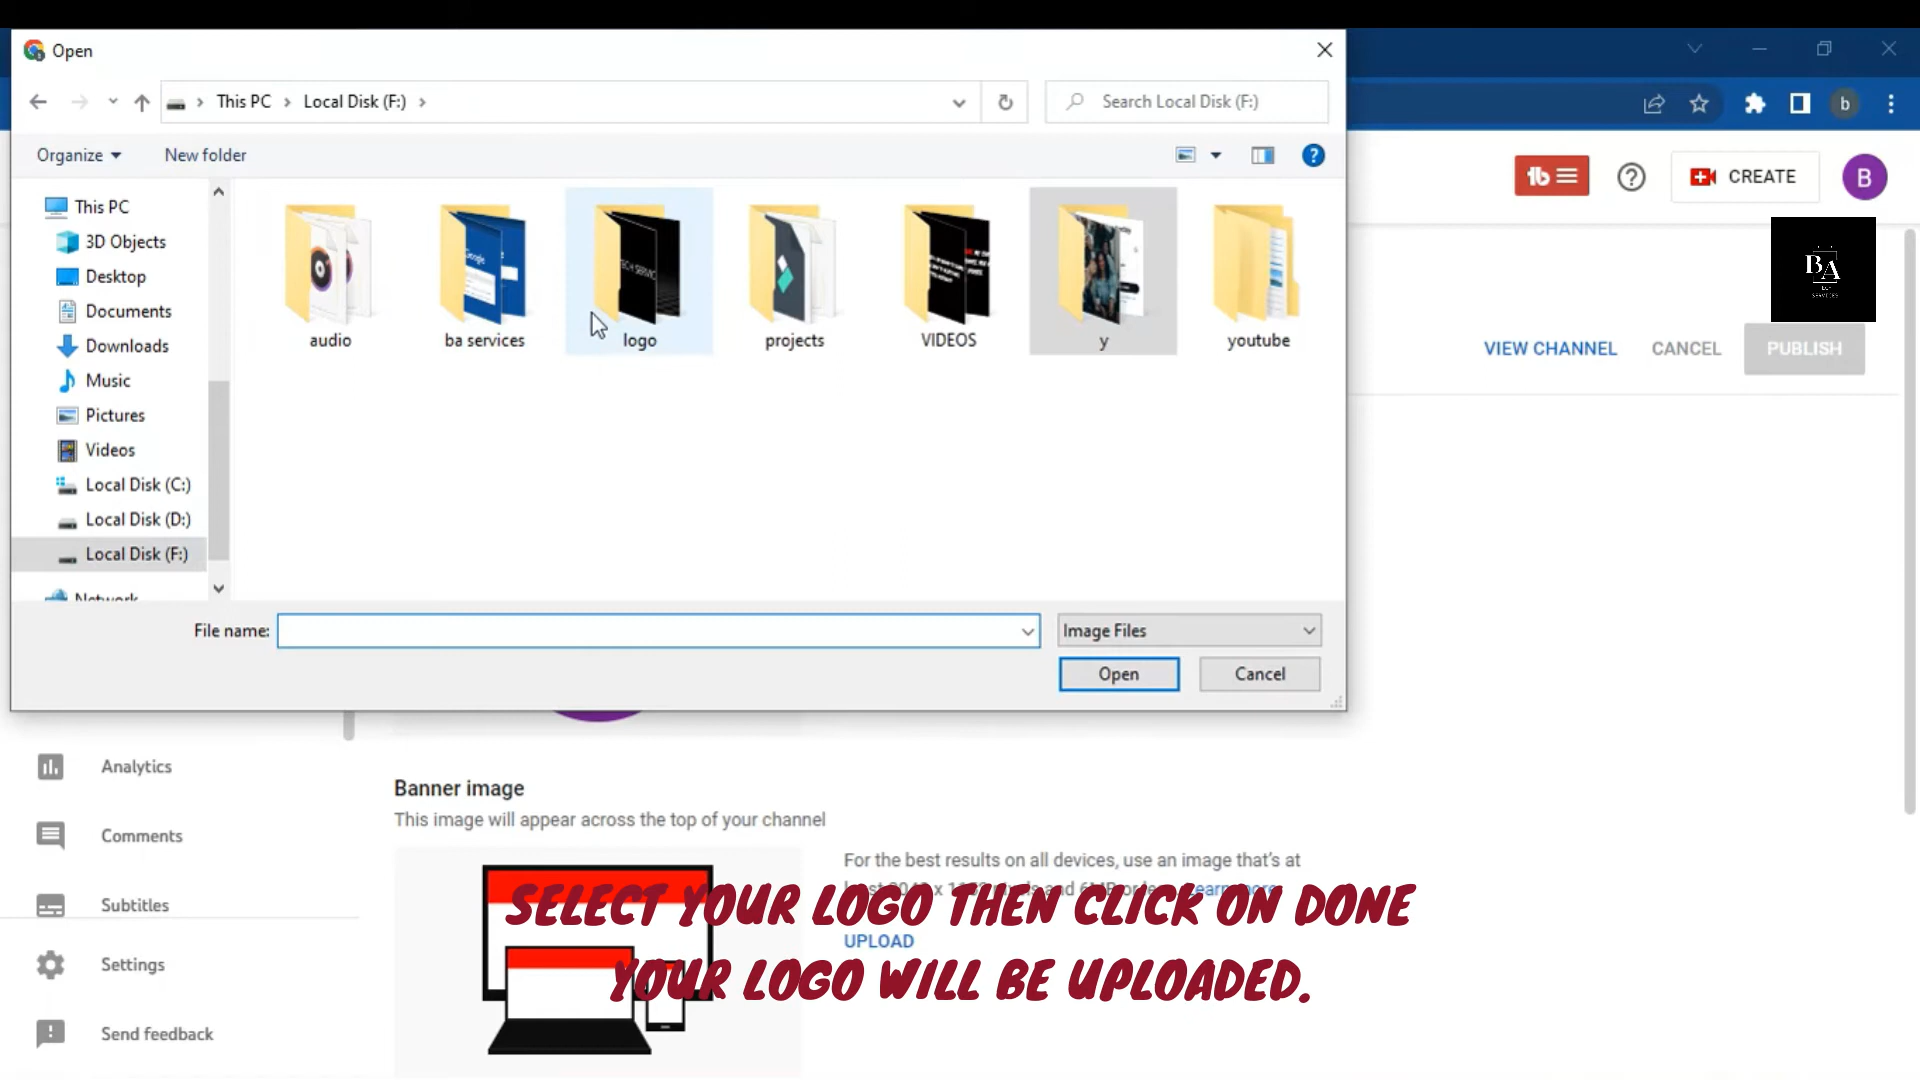 Open
This PC
Local Disk (F:)
Search Local Disk (F:)
Organize
New folder
This PC
3D Objects
Desktop
Documents
Downloads
Music
Pictures
Videos
Local Disk (C:)
Local Disk (D:)
Local Disk (F:)
Network
audio
ba services
logo
projects
VIDEOS
y
youtube
File name:
Image Files
Open
Cancel
b
CREATE
B
BA
SERVICES
VIEW CHANNEL
CANCEL
PUBLISH
Analytics
Comments
Subtitles
Settings
Send feedback
Banner image
This image will appear across the top of your channel
For the best results on all devices, use an image that's at
UPLOAD
SELECT YOUR LOGO THEN CLICK ON DONE
YOUR LOGO WILL BE UPLOADED.